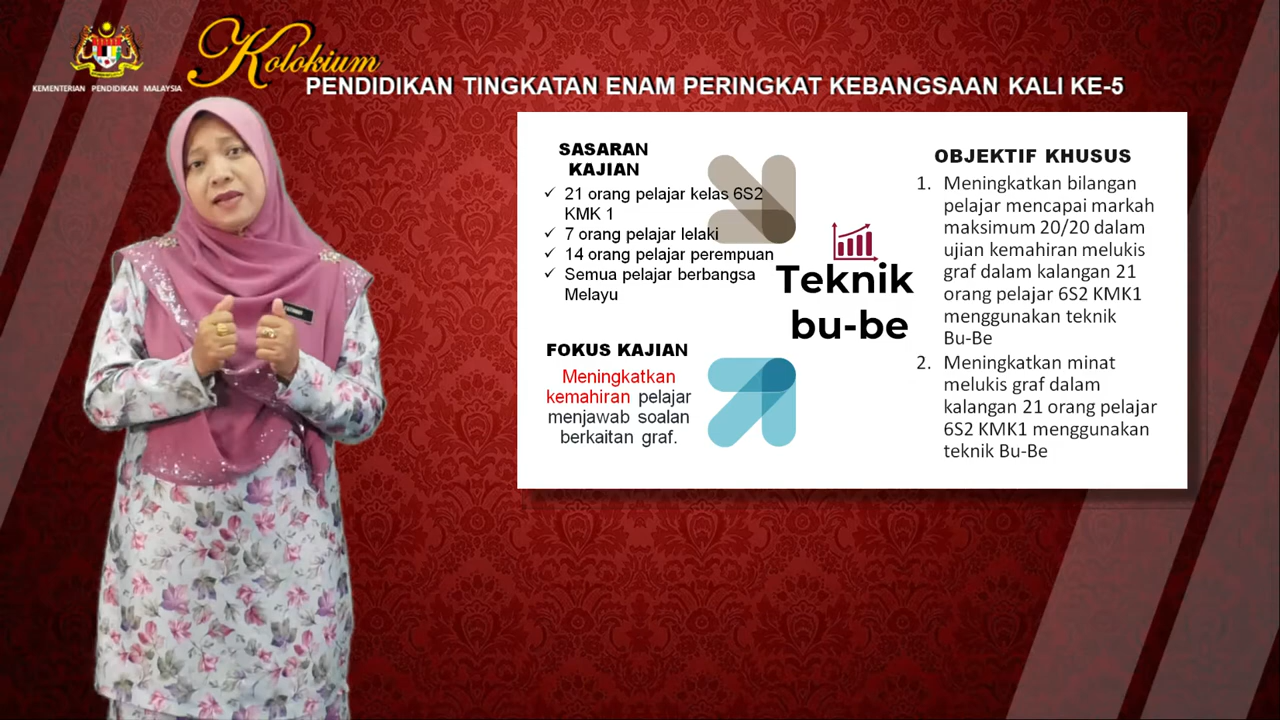 Kolokium
KEMENTERIAN PENDIDIKAN MALAYSIA
PENDIDIKAN TINGKATAN ENAM PERINGKAT KEBANGSAAN KALI KE-5
SASARAN
KAJIAN
✓ 21 orang pelajar kelas 6S2
KMK 1
✓ 7 orang pelajar lelaki
✓ 14 orang pelajar perempuan
✓ Semua pelajar berbangsa
Melayu
FOKUS KAJIAN
Meningkatkan
kemahiran pelajar
menjawab soalan
berkaitan graf.
Teknik
bu-be
OBJEKTIF KHUSUS
1. Meningkatkan bilangan
pelajar mencapai markah
maksimum 20/20 dalam
ujian kemahiran melukis
graf dalam kalangan 21
orang pelajar 6S2 KMK1
menggunakan teknik
Bu-Be
2. Meningkatkan minat
melukis graf dalam
kalangan 21 orang pelajar
6S2 KMK1 menggunakan
teknik Bu-Be